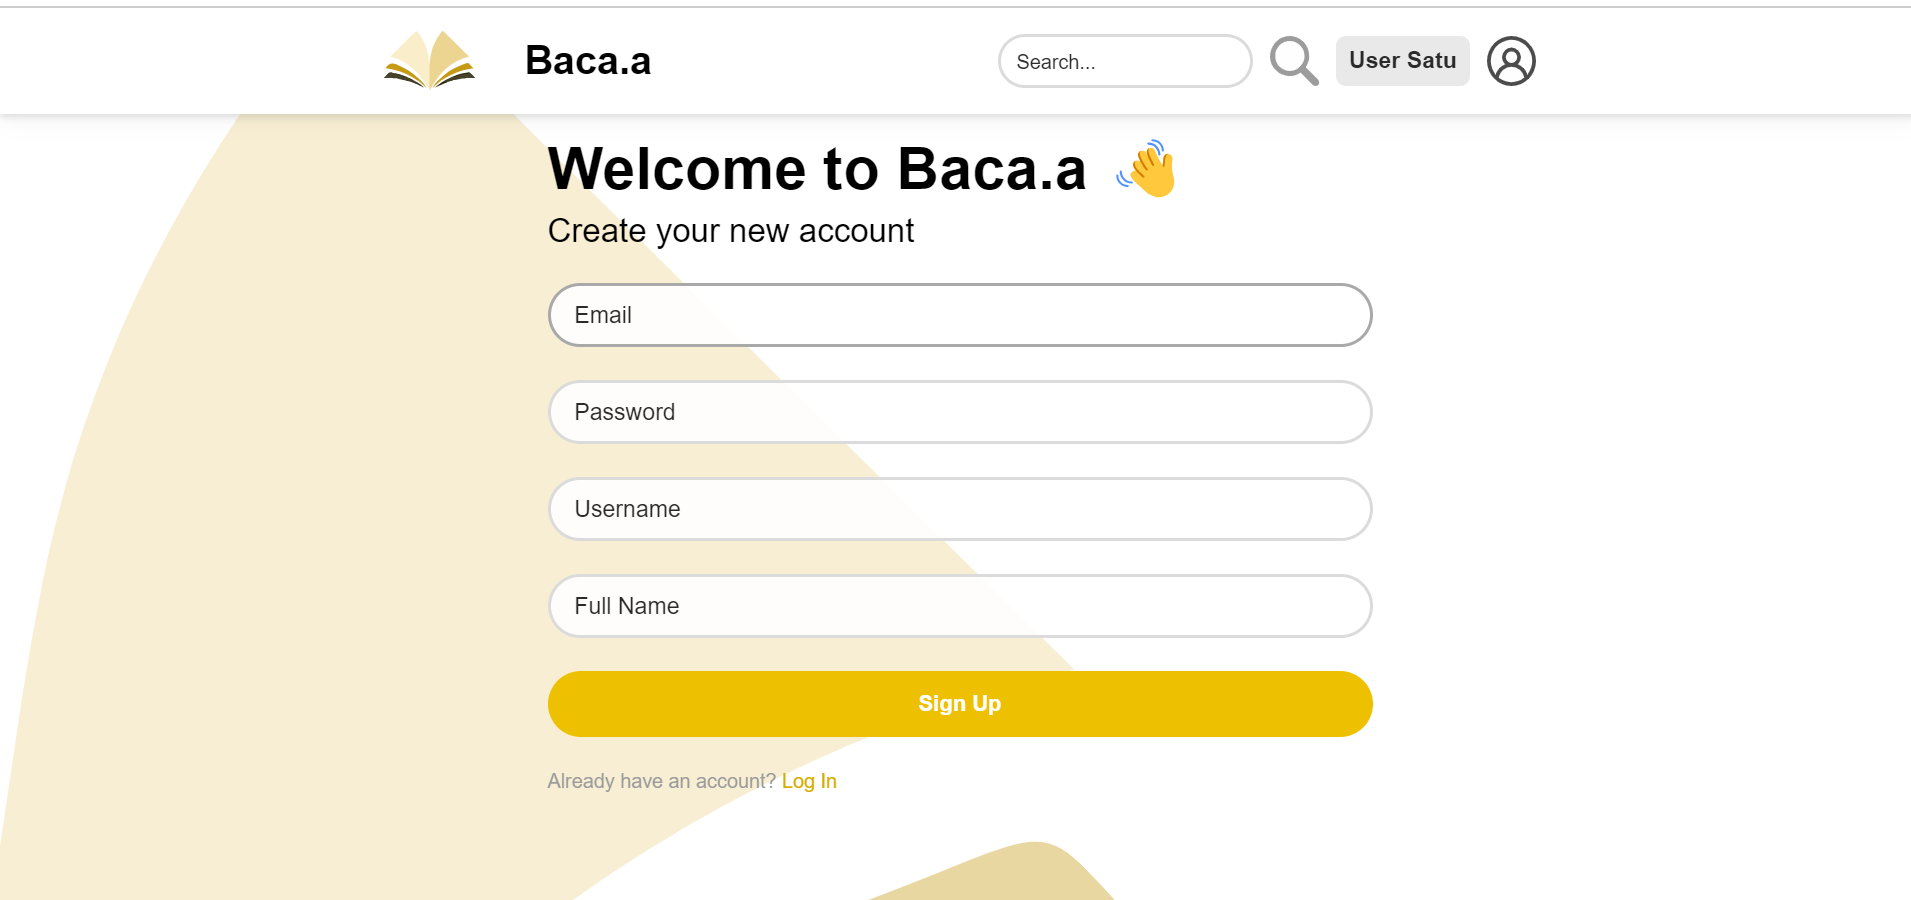 Baca.a
Search...
User Satu
Welcome to Baca.a
Create your new account
Email
Password
Username
Full Name
Sign Up
Already have an account? Log In